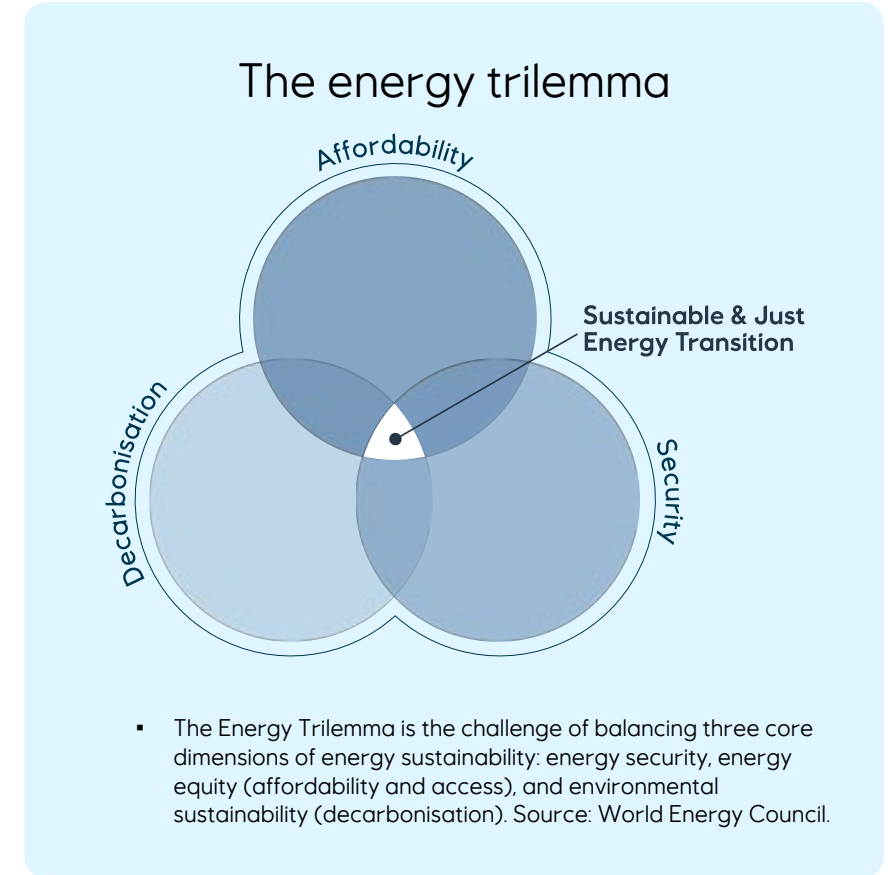 The energy trilemma
Affordability
Sustainable & Just
Energy Transition
Decarbonisation
Security
▪ The Energy Trilemma is the challenge of balancing three core
dimensions of energy sustainability: energy security, energy
equity (affordability and access), and environmental
sustainability (decarbonisation). Source: World Energy Council.